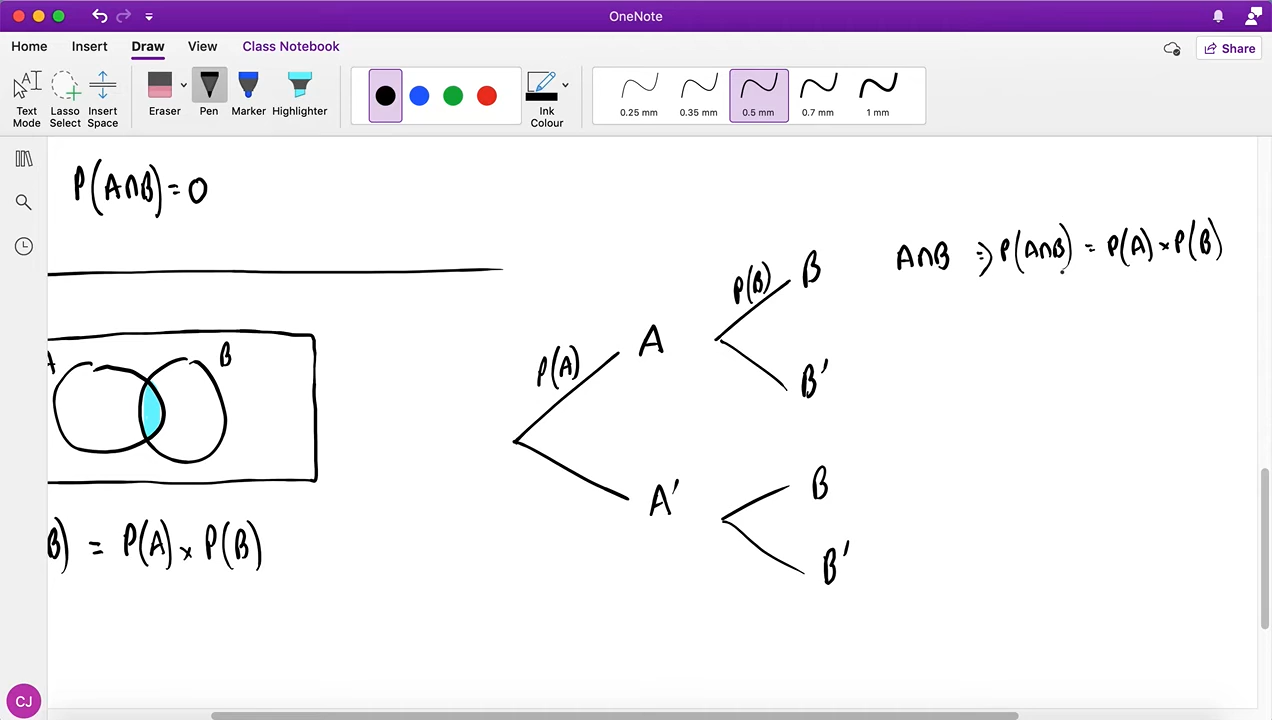 OneNote
Home Insert Draw View Class Notebook
Share
Text Mode
Lasso Select
Insert Space
Eraser
Pen
Marker
Highlighter
Ink Colour
0.25 mm
0.35 mm
0.5 mm
0.7 mm
1 mm
P(A∩B)=0
A∩B ⇒ P(A∩B) = P(A)×P(B)
P(B) B
P(A) A
B'
A B
B
A'
B) = P(A)×P(B)
B'
CJ